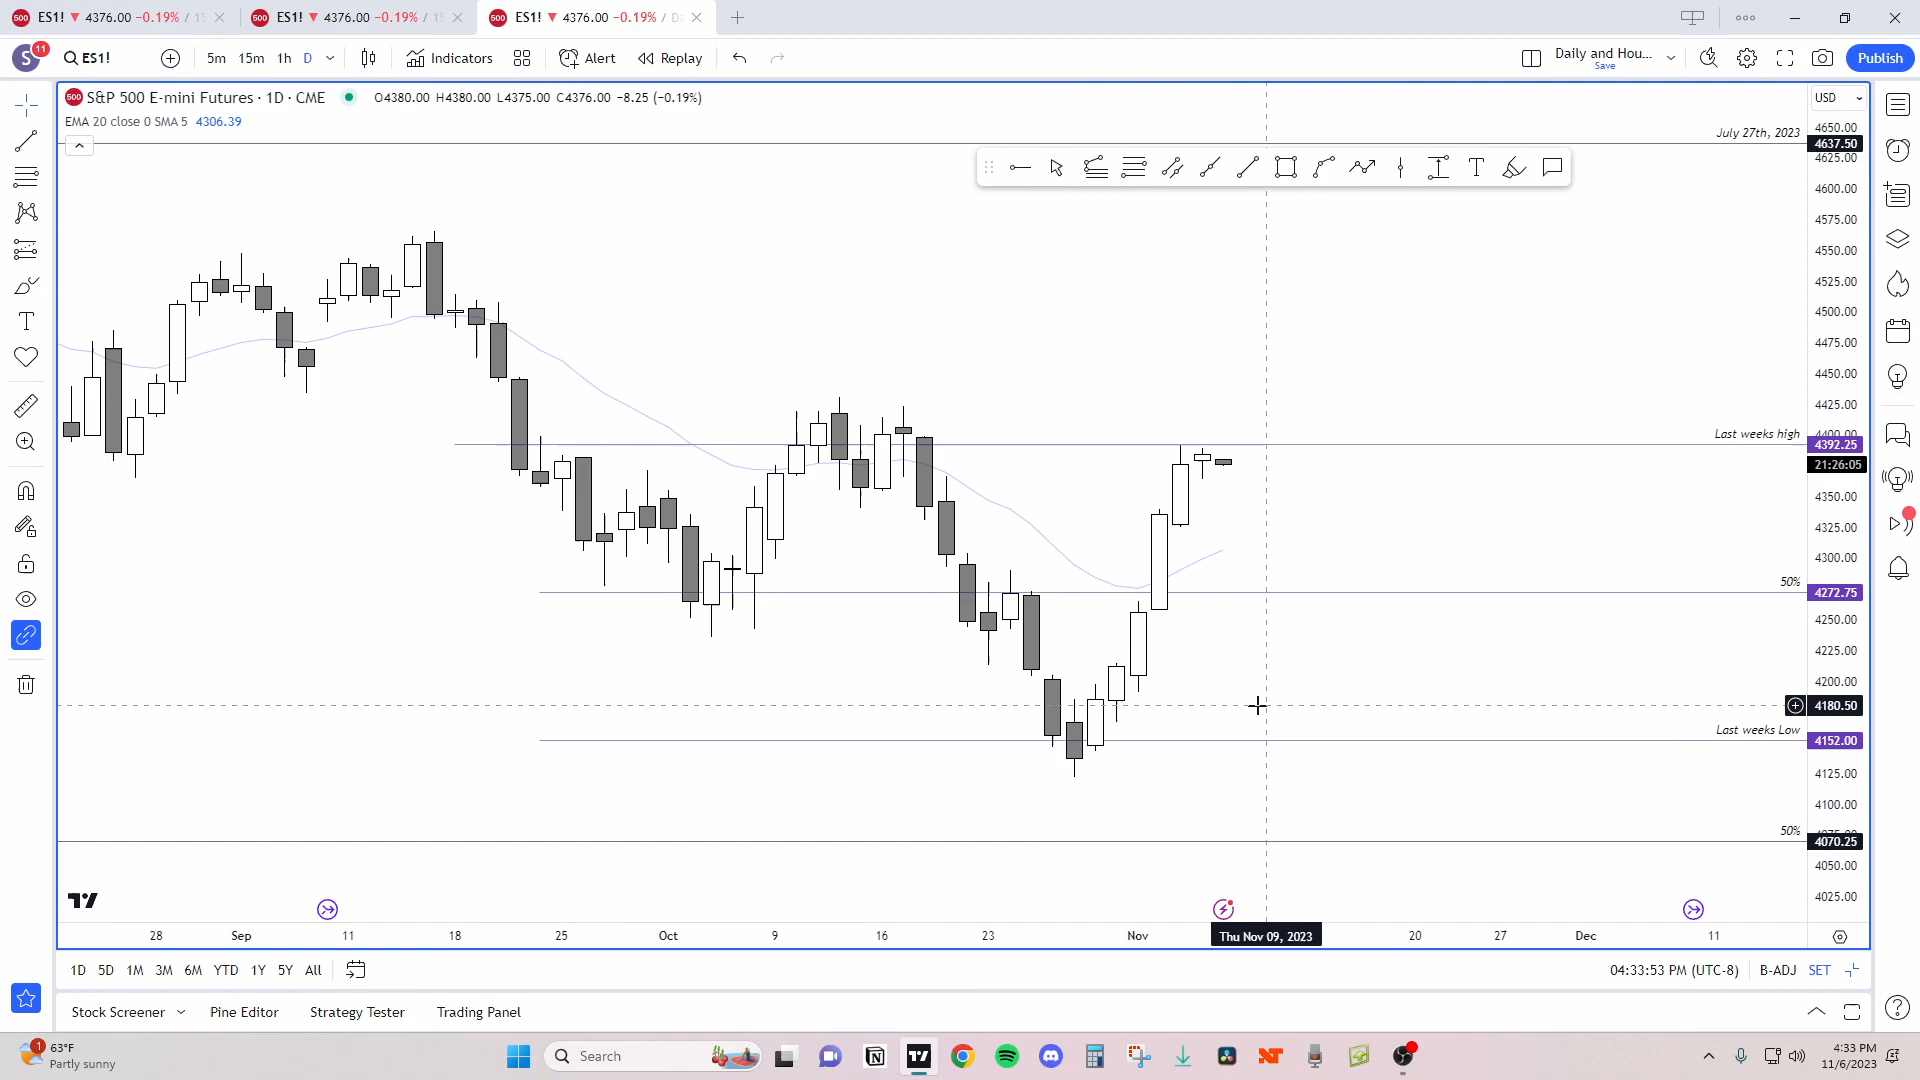 ES1! ▼ 4376.00 −0.19% / 15
ES1! ▼ 4376.00 −0.19% / 15
ES1! ▼ 4376.00 −0.19% / D
S 11
ES1!
5m 15m 1h D
Indicators
Alert
Replay
Daily and Hou...
Save
Publish
500 S&P 500 E-mini Futures · 1D · CME O4380.00 H4380.00 L4375.00 C4376.00 −8.25 (−0.19%)
EMA 20 close 0 SMA 5 4306.39
USD
4650.00
July 27th, 2023 4637.50
4625.00
4600.00
4575.00
4550.00
4525.00
4500.00
4475.00
4450.00
4425.00
4400.00
Last weeks high 4392.25
21:26:05
4350.00
4325.00
4300.00
50% 4272.75
4250.00
4225.00
4200.00
4180.50
Last weeks Low 4152.00
4125.00
4100.00
4075.00
50% 4070.25
4050.00
4025.00
28 Sep 11 18 25 Oct 9 16 23 Nov Thu Nov 09, 2023 20 27 Dec 11
1D 5D 1M 3M 6M YTD 1Y 5Y All
04:33:53 PM (UTC-8) B-ADJ SET
Stock Screener Pine Editor Strategy Tester Trading Panel
1 63°F
Partly sunny
Search
4:33 PM
11/6/2023